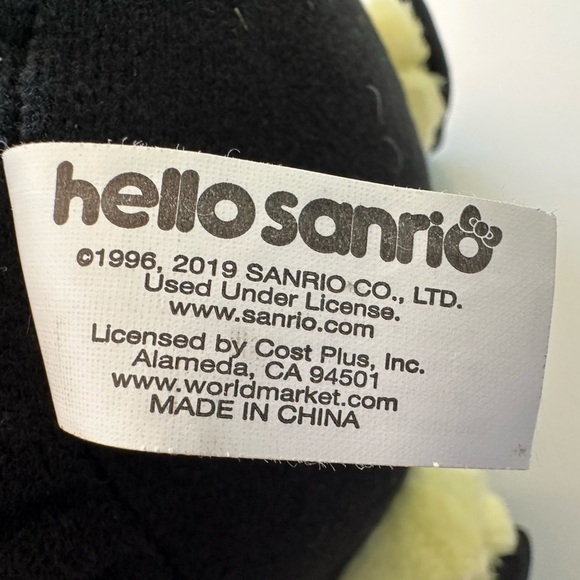 hello sanrio
©1996, 2019 SANRIO CO., LTD.
Used Under License.
www.sanrio.com
Licensed by Cost Plus, Inc.
Alameda, CA 94501
www.worldmarket.com
MADE IN CHINA